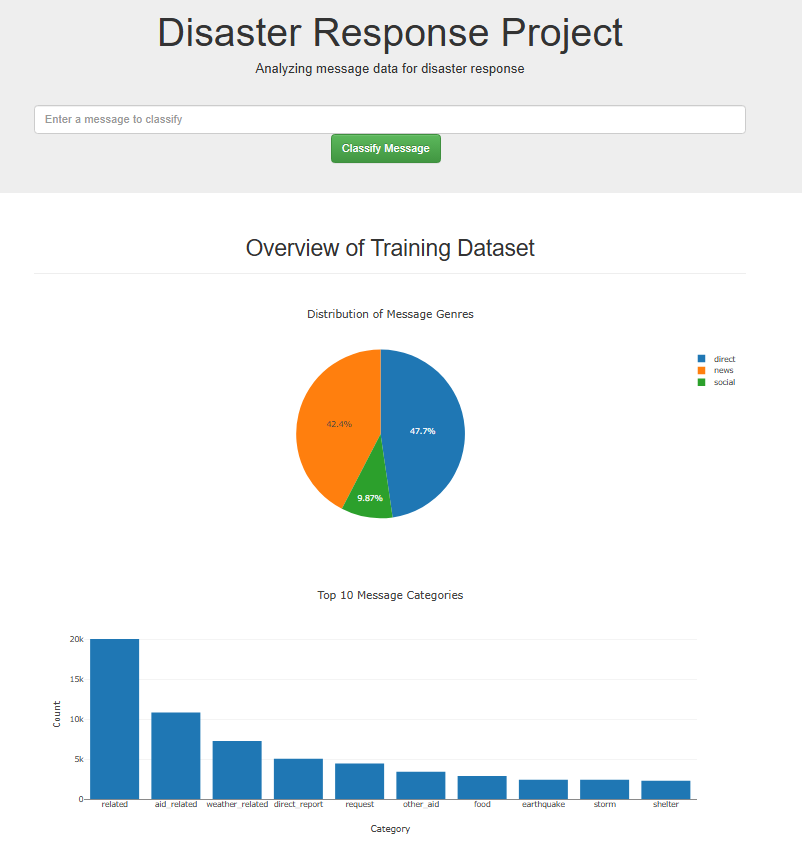 Disaster Response Project
Analyzing message data for disaster response
Enter a message to classify
Classify Message
Overview of Training Dataset
Distribution of Message Genres
direct
news
social
42.4%
47.7%
9.87%
Top 10 Message Categories
20k
15k
10k
5k
0
Count
related aid_related weather_related direct_report request other_aid food earthquake storm shelter
Category